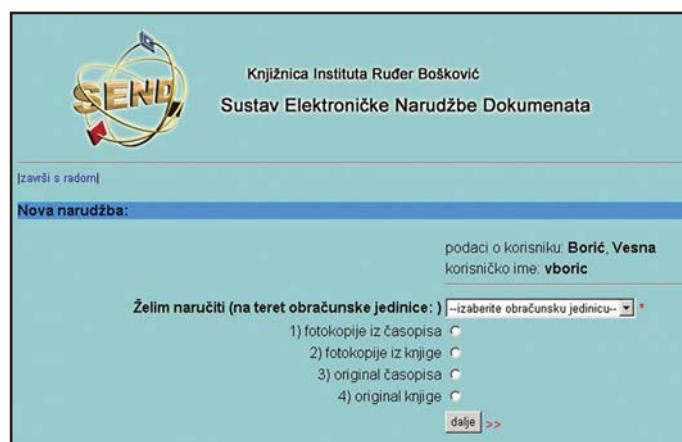 SEND
Knjižnica Instituta Ruđer Bošković
Sustav Elektroničke Narudžbe Dokumenata
|završi s radom|
Nova narudžba:
podaci o korisniku: Borić, Vesna
korisničko ime: vboric
Želim naručiti (na teret obračunske jedinice: ) --izaberite obračunsku jedinicu-- *
1) fotokopije iz časopisa
2) fotokopije iz knjige
3) original časopisa
4) original knjige
dalje >>